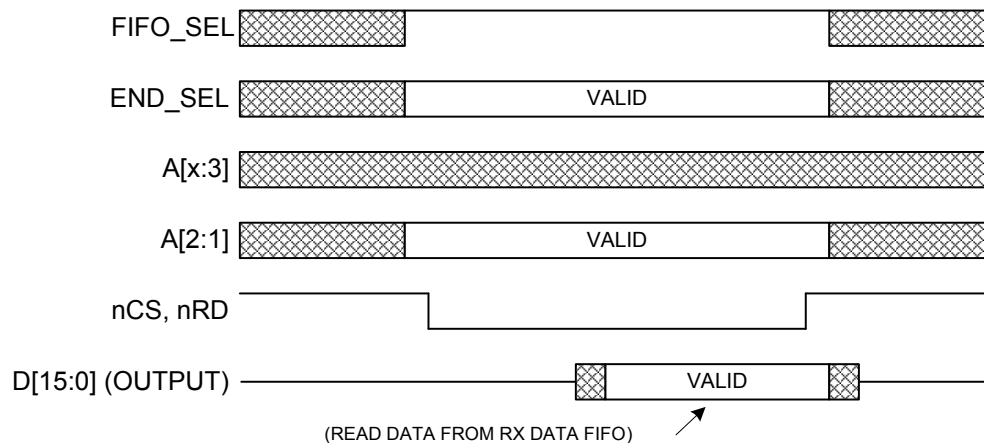 FIFO_SEL
END_SEL
VALID
A[x:3]
A[2:1]
VALID
nCS, nRD
D[15:0] (OUTPUT)
VALID
(READ DATA FROM RX DATA FIFO)